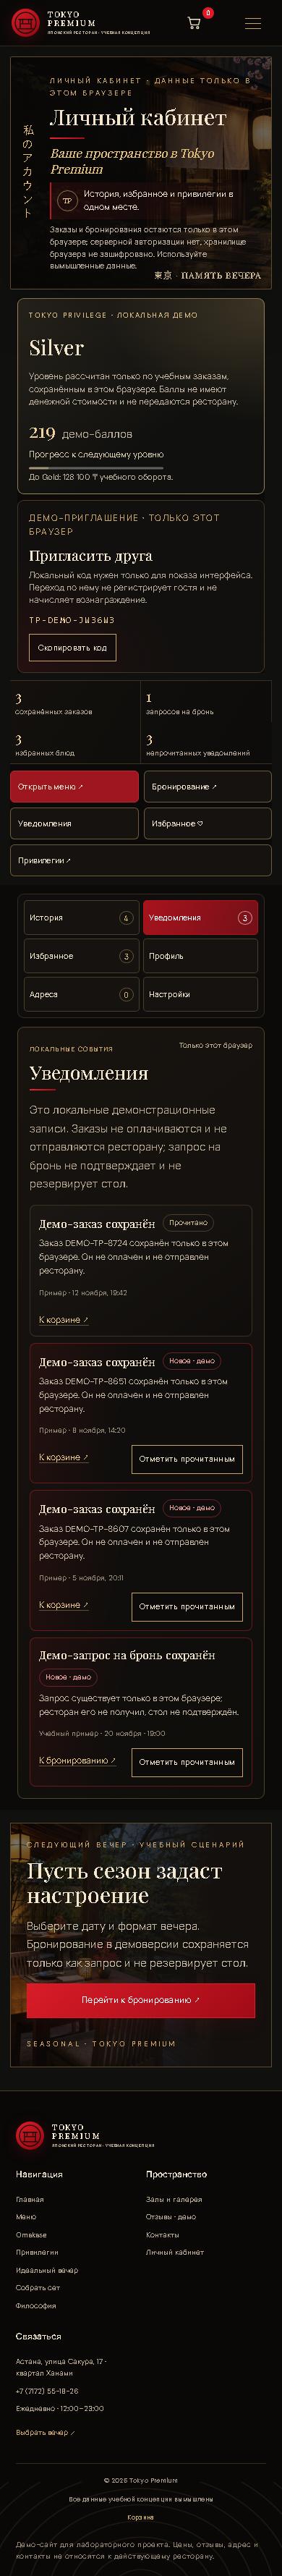 TOKYO
PREMIUM
ЯПОНСКИЙ РЕСТОРАН · УЧЕБНАЯ КОНЦЕПЦИЯ
0
私のアカウント
ЛИЧНЫЙ КАБИНЕТ · ДАННЫЕ ТОЛЬКО В
ЭТОМ БРАУЗЕРЕ
Личный кабинет
Ваше пространство в Tokyo
Premium
TP
История, избранное и привилегии в
одном месте.
Заказы и бронирования остаются только в этом
браузере; серверной авторизации нет, хранилище
браузера не зашифровано. Используйте
вымышленные данные.
東京 · ПАМЯТЬ ВЕЧЕРА
TOKYO PRIVILEGE · ЛОКАЛЬНАЯ ДЕМО
Silver
Уровень рассчитан только по учебным заказам,
сохранённым в этом браузере. Баллы не имеют
денежной стоимости и не передаются ресторану.
219 демо-баллов
Прогресс к следующему уровню
До Gold: 128 100 ₸ учебного оборота.
ДЕМО-ПРИГЛАШЕНИЕ · ТОЛЬКО ЭТОТ
БРАУЗЕР
Пригласить друга
Локальный код нужен только для показа интерфейса.
Переход по нему не регистрирует гостя и не
начисляет вознаграждение.
TP-DEMO-JW36W3
Скопировать код
3
сохранённых заказов
1
запросов на бронь
3
избранных блюд
3
непрочитанных уведомлений
Открыть меню ↗
Бронирование ↗
Уведомления
Избранное ♡
Привилегии ↗
История 4
Уведомления 3
Избранное 3
Профиль
Адреса 0
Настройки
ЛОКАЛЬНЫЕ СОБЫТИЯ
Только этот браузер
Уведомления
Это локальные демонстрационные
записи. Заказы не оплачиваются и не
отправляются ресторану; запрос на
бронь не подтверждает и не
резервирует стол.
Демо-заказ сохранён Прочитано
Заказ DEMO-TP-8724 сохранён только в этом
браузере. Он не оплачен и не отправлен
ресторану.
Пример · 12 ноября, 19:42
К корзине ↗
Демо-заказ сохранён Новое · демо
Заказ DEMO-TP-8651 сохранён только в этом
браузере. Он не оплачен и не отправлен
ресторану.
Пример · 8 ноября, 14:20
К корзине ↗
Отметить прочитанным
Демо-заказ сохранён Новое · демо
Заказ DEMO-TP-8607 сохранён только в этом
браузере. Он не оплачен и не отправлен
ресторану.
Пример · 5 ноября, 20:11
К корзине ↗
Отметить прочитанным
Демо-запрос на бронь сохранён
Новое · демо
Запрос существует только в этом браузере;
ресторан его не получил, стол не подтверждён.
Учебный пример · 20 ноября · 19:00
К бронированию ↗
Отметить прочитанным
СЛЕДУЮЩИЙ ВЕЧЕР · УЧЕБНЫЙ СЦЕНАРИЙ
Пусть сезон задаст
настроение
Выберите дату и формат вечера.
Бронирование в демоверсии сохраняется
только как запрос и не резервирует стол.
Перейти к бронированию ↗
SEASONAL · TOKYO PREMIUM
TOKYO
PREMIUM
ЯПОНСКИЙ РЕСТОРАН · УЧЕБНАЯ КОНЦЕПЦИЯ
Навигация
Главная
Меню
Omakase
Привилегии
Идеальный вечер
Собрать сет
Философия
Пространство
Залы и галерея
Отзывы · демо
Контакты
Личный кабинет
Связаться
Астана, улица Сакура, 17 ·
квартал Ханами
+7 (7172) 55-18-26
Ежедневно · 12:00–23:00
Выбрать вечер ↗
© 2026 Tokyo Premium
Все данные учебной концепции вымышлены
Корзина
Демо-сайт для лабораторного проекта. Цены, отзывы, адрес и
контакты не относятся к действующему ресторану.